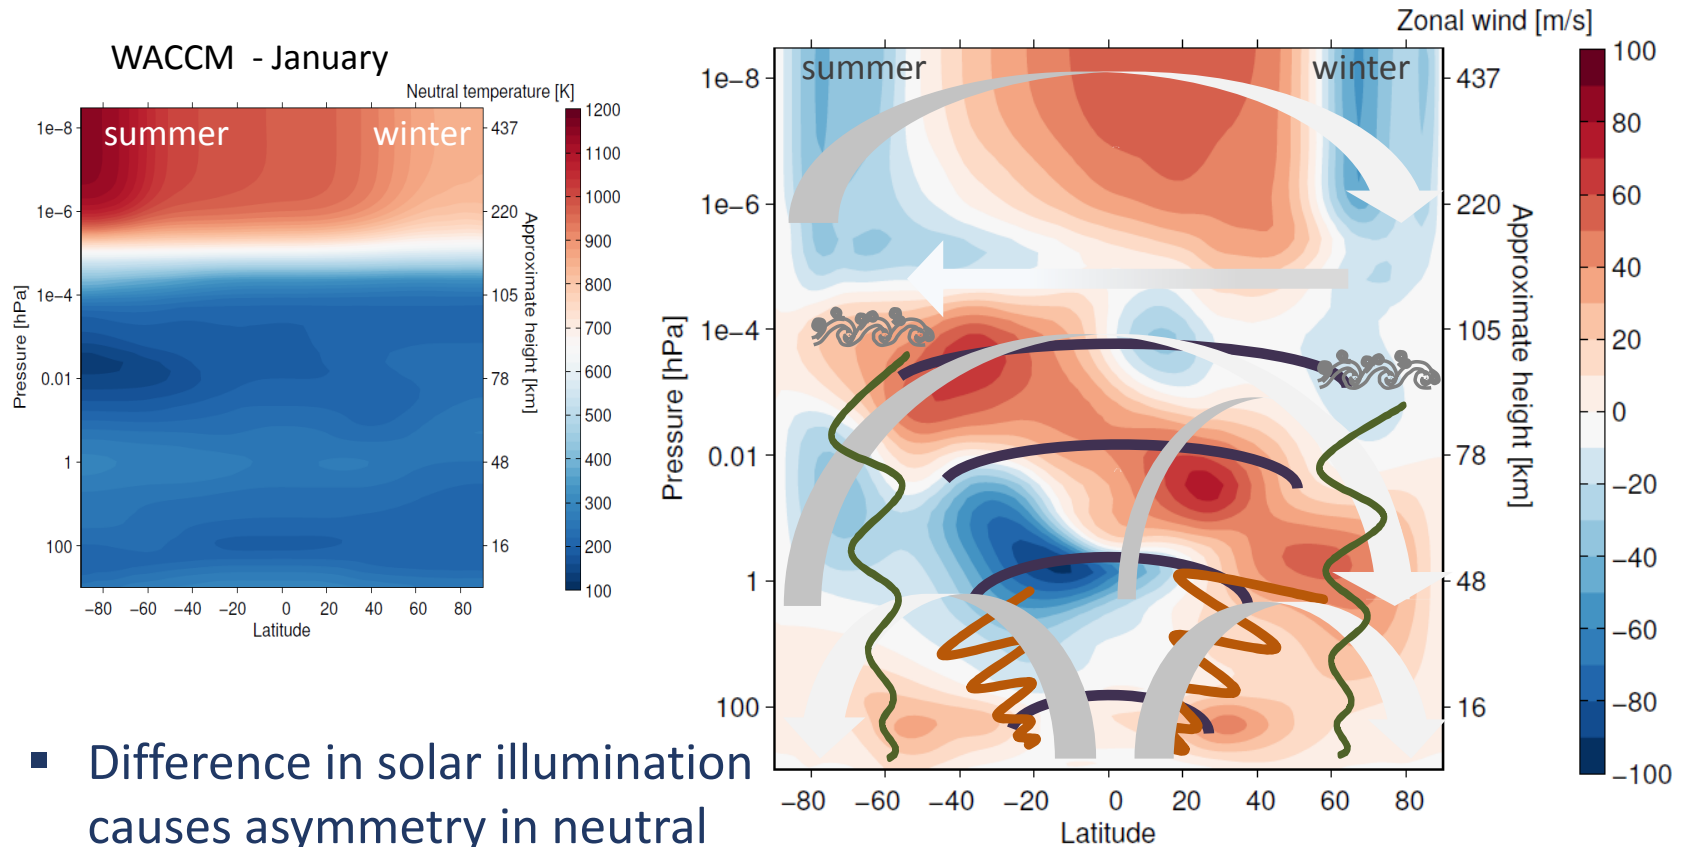 WACCM - January
Neutral temperature [K]
summer
winter
1e-8
1e-6
1e-4
0.01
1
100
Pressure [hPa]
437
220
105
78
48
16
Approximate height [km]
1200
1100
1000
900
800
700
600
500
400
300
200
100
−80 −60 −40 −20 0 20 40 60 80
Latitude
Zonal wind [m/s]
summer
winter
1e-8
1e-6
1e-4
0.01
1
100
Pressure [hPa]
437
220
105
78
48
16
Approximate height [km]
100
80
60
40
20
0
−20
−40
−60
−80
−100
−80 −60 −40 −20 0 20 40 60 80
Latitude
▪ Difference in solar illumination
causes asymmetry in neutral